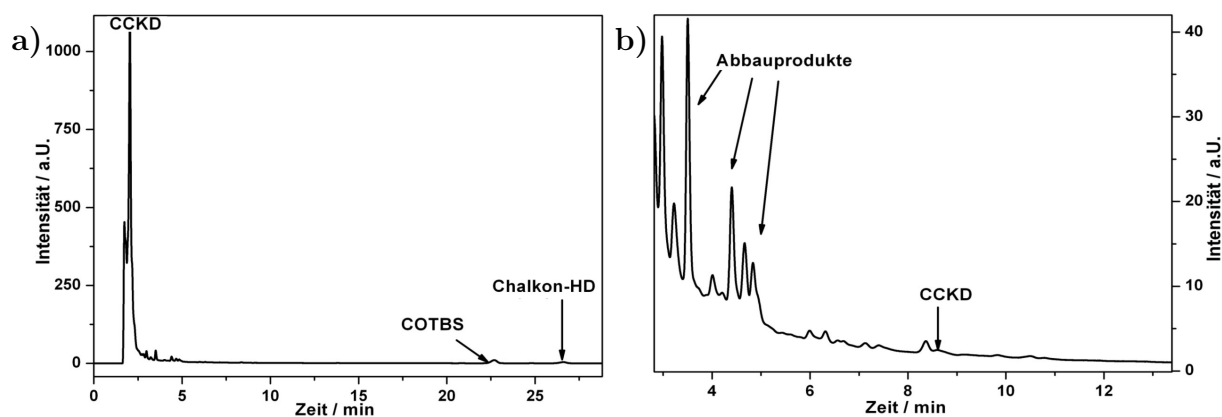 a)
CCKD
1000
750
500
250
0
Intensität / a.U.
COTBS
Chalkon-HD
0 5 10 15 20 25
Zeit / min
b)
Abbauprodukte
CCKD
40
30
20
10
0
Intensität / a.U.
4 6 8 10 12
Zeit / min